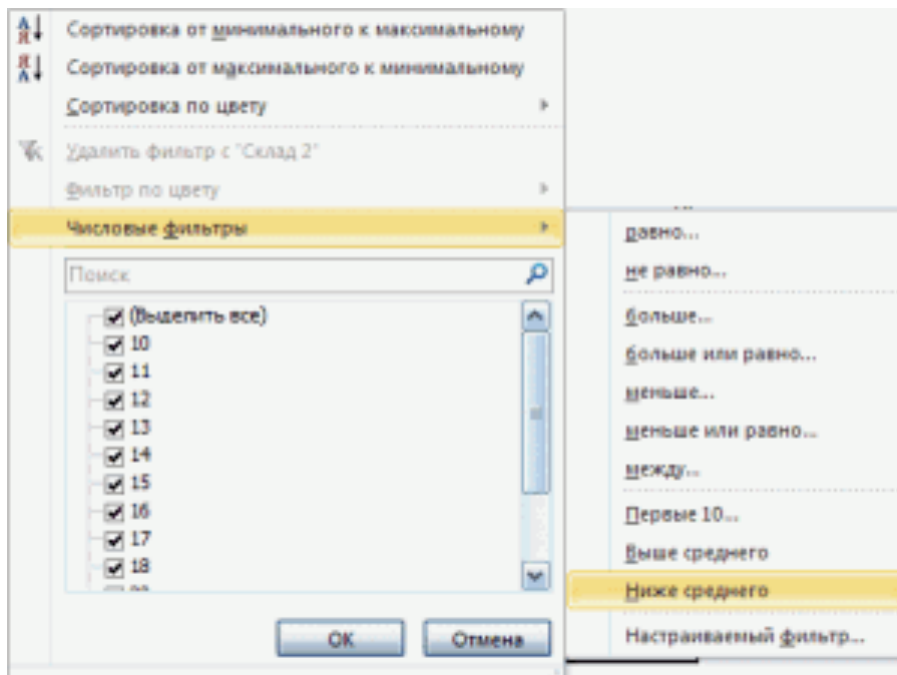 Сортировка от минимального к максимальному
Сортировка от максимального к минимальному
Сортировка по цвету
Удалить фильтр с "Склад 2"
Фильтр по цвету
Числовые фильтры
Поиск
(Выделить все)
10
11
12
13
14
15
16
17
18
ОК
Отмена
равно...
не равно...
больше...
больше или равно...
меньше...
меньше или равно...
между...
Первые 10...
Выше среднего
Ниже среднего
Настраиваемый фильтр...